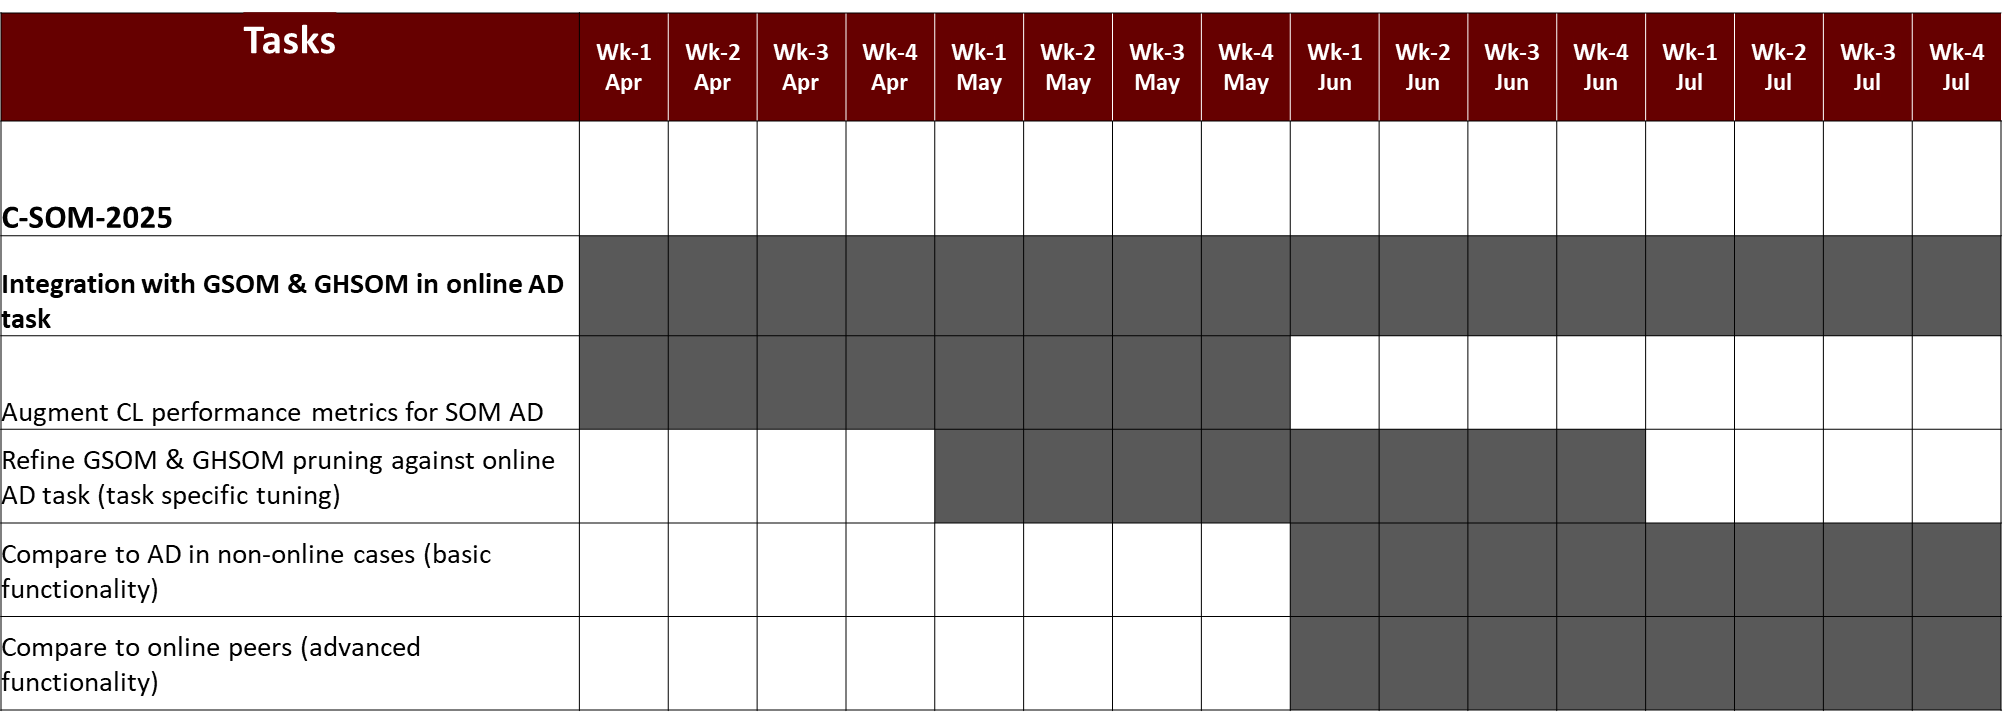 Tasks
Wk-1 Apr
Wk-2 Apr
Wk-3 Apr
Wk-4 Apr
Wk-1 May
Wk-2 May
Wk-3 May
Wk-4 May
Wk-1 Jun
Wk-2 Jun
Wk-3 Jun
Wk-4 Jun
Wk-1 Jul
Wk-2 Jul
Wk-3 Jul
Wk-4 Jul
C-SOM-2025
Integration with GSOM & GHSOM in online AD
task
Augment CL performance metrics for SOM AD
Refine GSOM & GHSOM pruning against online
AD task (task specific tuning)
Compare to AD in non-online cases (basic
functionality)
Compare to online peers (advanced
functionality)